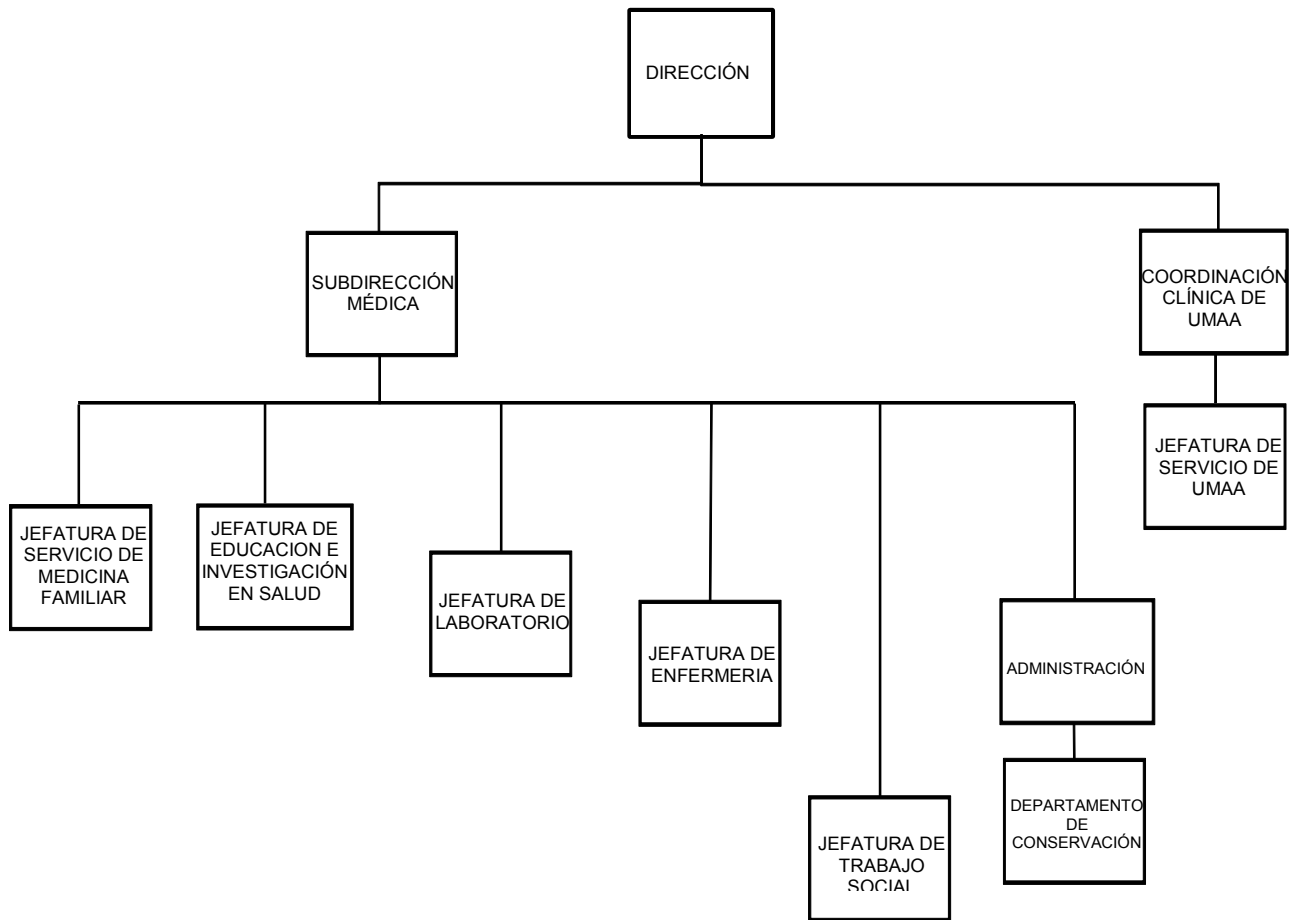 DIRECCIÓN
SUBDIRECCIÓN
MÉDICA
COORDINACIÓN
CLÍNICA DE
UMAA
JEFATURA DE
SERVICIO DE
UMAA
JEFATURA DE
SERVICIO DE
MEDICINA
FAMILIAR
JEFATURA DE
EDUCACION E
INVESTIGACIÓN
EN SALUD
JEFATURA DE
LABORATORIO
JEFATURA DE
ENFERMERIA
ADMINISTRACIÓN
JEFATURA DE
TRABAJO
SOCIAL
DEPARTAMENTO
DE
CONSERVACIÓN